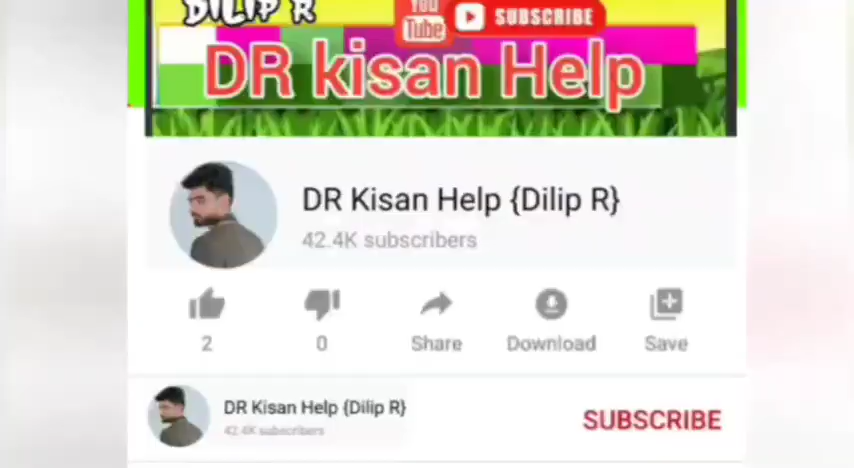 DILIP R
You
Tube
SUBSCRIBE
DR kisan Help
DR Kisan Help {Dilip R}
42.4K subscribers
2
0
Share
Download
Save
DR Kisan Help {Dilip R}
42.4K subscribers
SUBSCRIBE